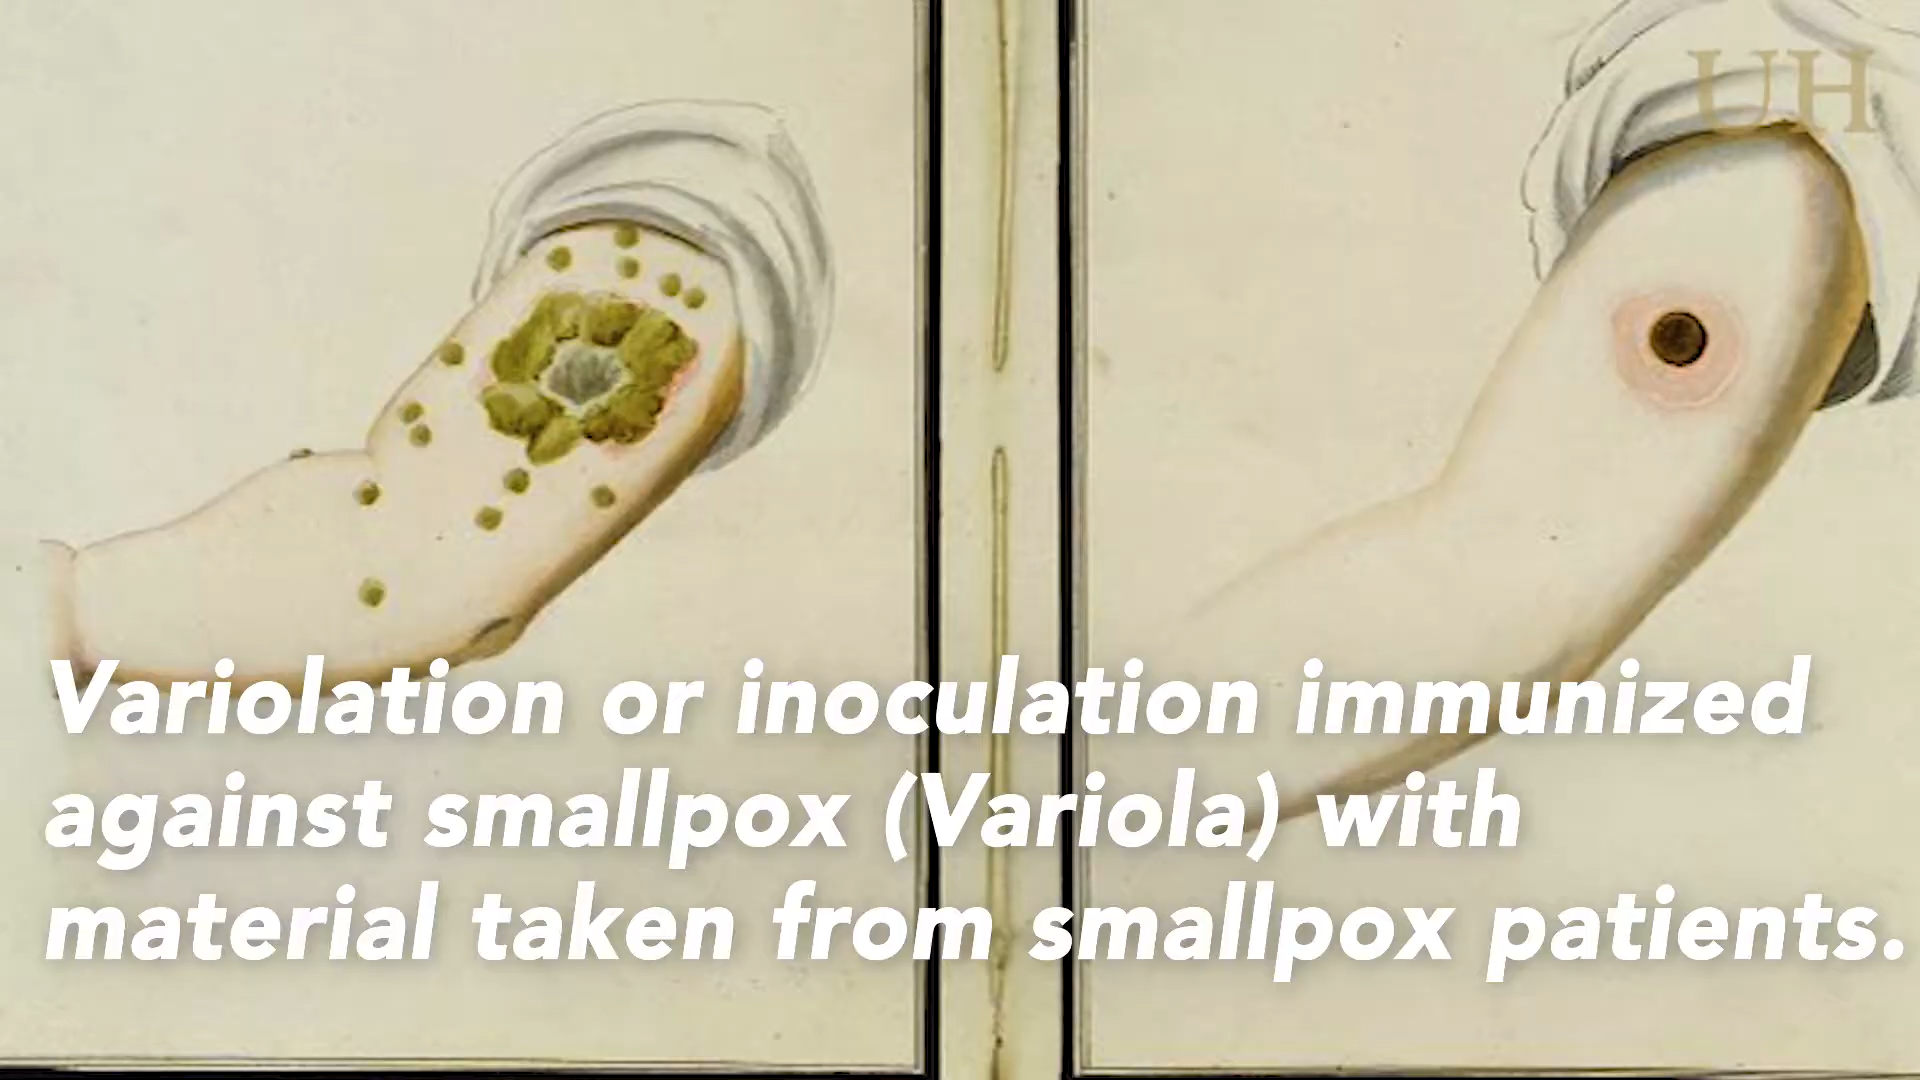 UH
Variolation or inoculation immunized
against smallpox (Variola) with
material taken from smallpox patients.